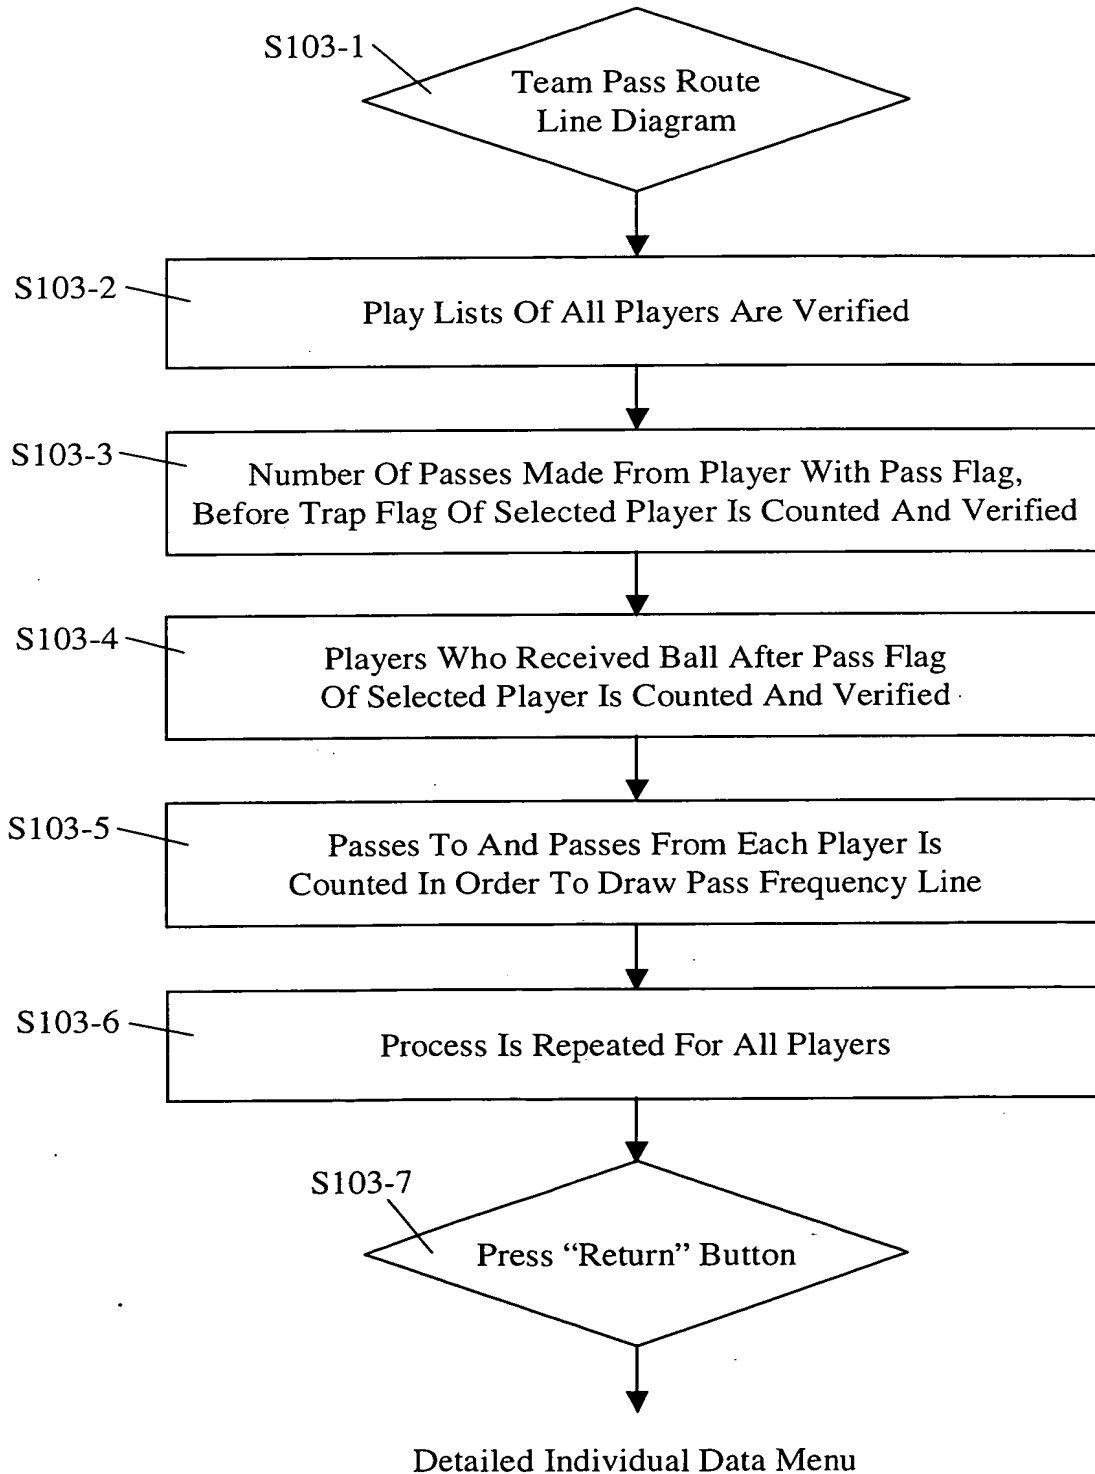 S103-1
Team Pass Route
Line Diagram
S103-2
Play Lists Of All Players Are Verified
S103-3
Number Of Passes Made From Player With Pass Flag,
Before Trap Flag Of Selected Player Is Counted And Verified
S103-4
Players Who Received Ball After Pass Flag
Of Selected Player Is Counted And Verified
S103-5
Passes To And Passes From Each Player Is
Counted In Order To Draw Pass Frequency Line
S103-6
Process Is Repeated For All Players
S103-7
Press “Return” Button
Detailed Individual Data Menu